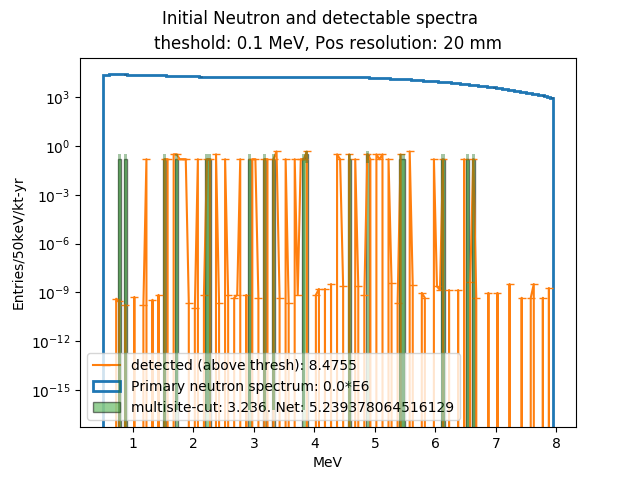 Initial Neutron and detectable spectra
theshold: 0.1 MeV, Pos resolution: 20 mm
Entries/50keV/kt-yr
10^3
10^0
10^-3
10^-6
10^-9
10^-12
10^-15
detected (above thresh): 8.4755
Primary neutron spectrum: 0.0*E6
multisite-cut: 3.236. Net: 5.239378064516129
1 2 3 4 5 6 7 8
MeV